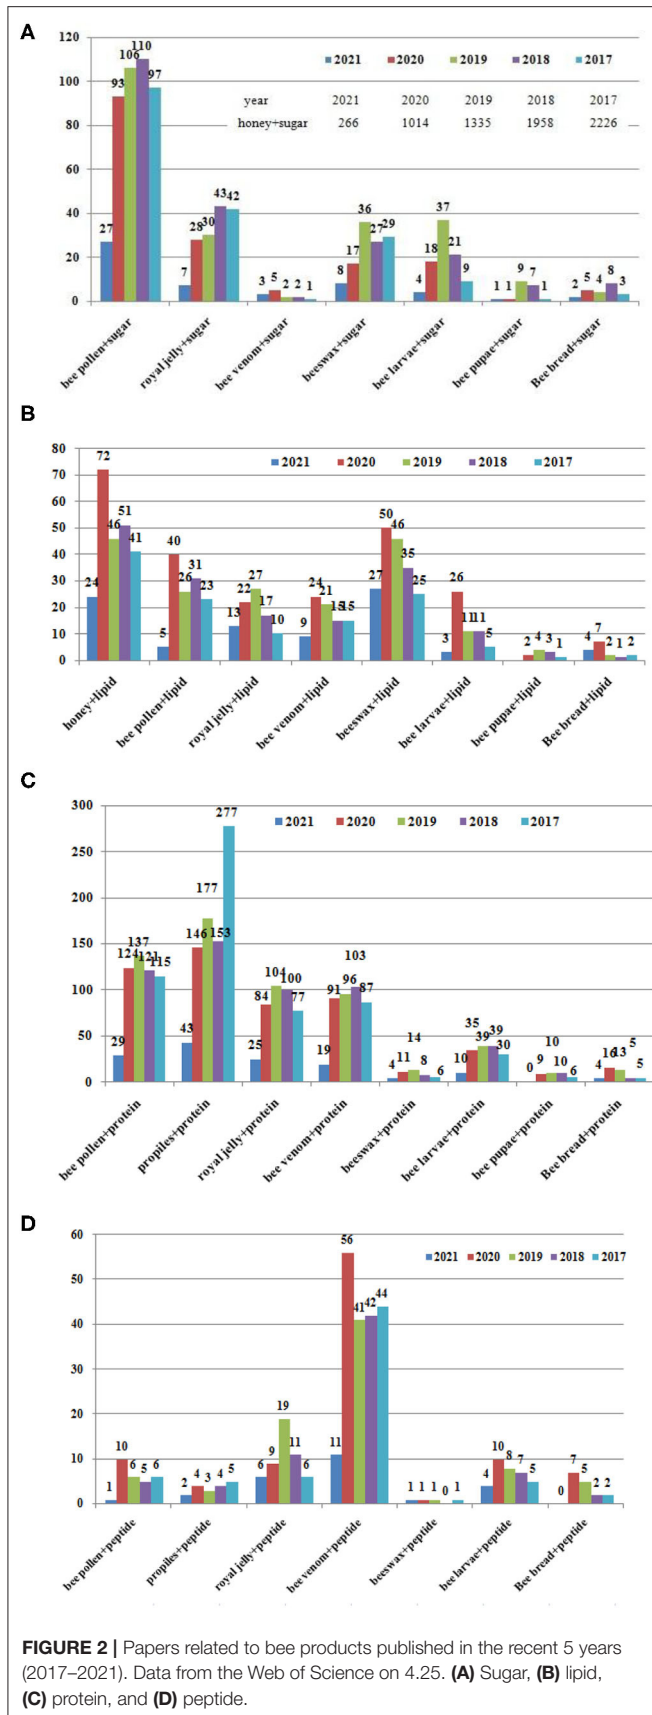 A
120
100
80
60
40
20
0
2021 2020 2019 2018 2017
year 2021 2020 2019 2018 2017
honey+sugar 266 1014 1335 1958 2226
27 93 106 110 97
7 28 30 43 42
3 5 2 2 1
8 17 36 27 29
4 18 37 21 9
1 1 9 7 1
2 5 4 8 3
bee pollen+sugar
royal jelly+sugar
bee venom+sugar
beeswax+sugar
bee larvae+sugar
bee pupae+sugar
Bee bread+sugar
B
80
70
60
50
40
30
20
10
0
2021 2020 2019 2018 2017
24 72 46 51 41
5 40 26 31 23
13 22 27 17 10
9 24 21 15 15
27 50 46 35 25
3 26 11 11 5
2 4 3 1
4 7 2 1 2
honey+lipid
bee pollen+lipid
royal jelly+lipid
bee venom+lipid
beeswax+lipid
bee larvae+lipid
bee pupae+lipid
Bee bread+lipid
C
300
250
200
150
100
50
0
2021 2020 2019 2018 2017
29 124 137 121 115
43 146 177 153 277
25 84 104 100 77
19 91 96 103 87
4 11 14 8 6
10 35 39 39 30
0 9 10 10 6
4 16 13 5 5
bee pollen+protein
propiles+protein
royal jelly+protein
bee venom+protein
beeswax+protein
bee larvae+protein
bee pupae+protein
Bee bread+protein
D
60
50
40
30
20
10
0
2021 2020 2019 2018 2017
1 10 6 5 6
2 4 3 4 5
6 9 19 11 6
11 56 41 42 44
1 1 1 0 1
4 10 8 7 5
0 7 5 2 2
bee pollen+peptide
propiles+peptide
royal jelly+peptide
bee venom+peptide
beeswax+peptide
bee larvae+peptide
Bee bread+peptide
FIGURE 2 | Papers related to bee products published in the recent 5 years
(2017–2021). Data from the Web of Science on 4.25. (A) Sugar, (B) lipid,
(C) protein, and (D) peptide.